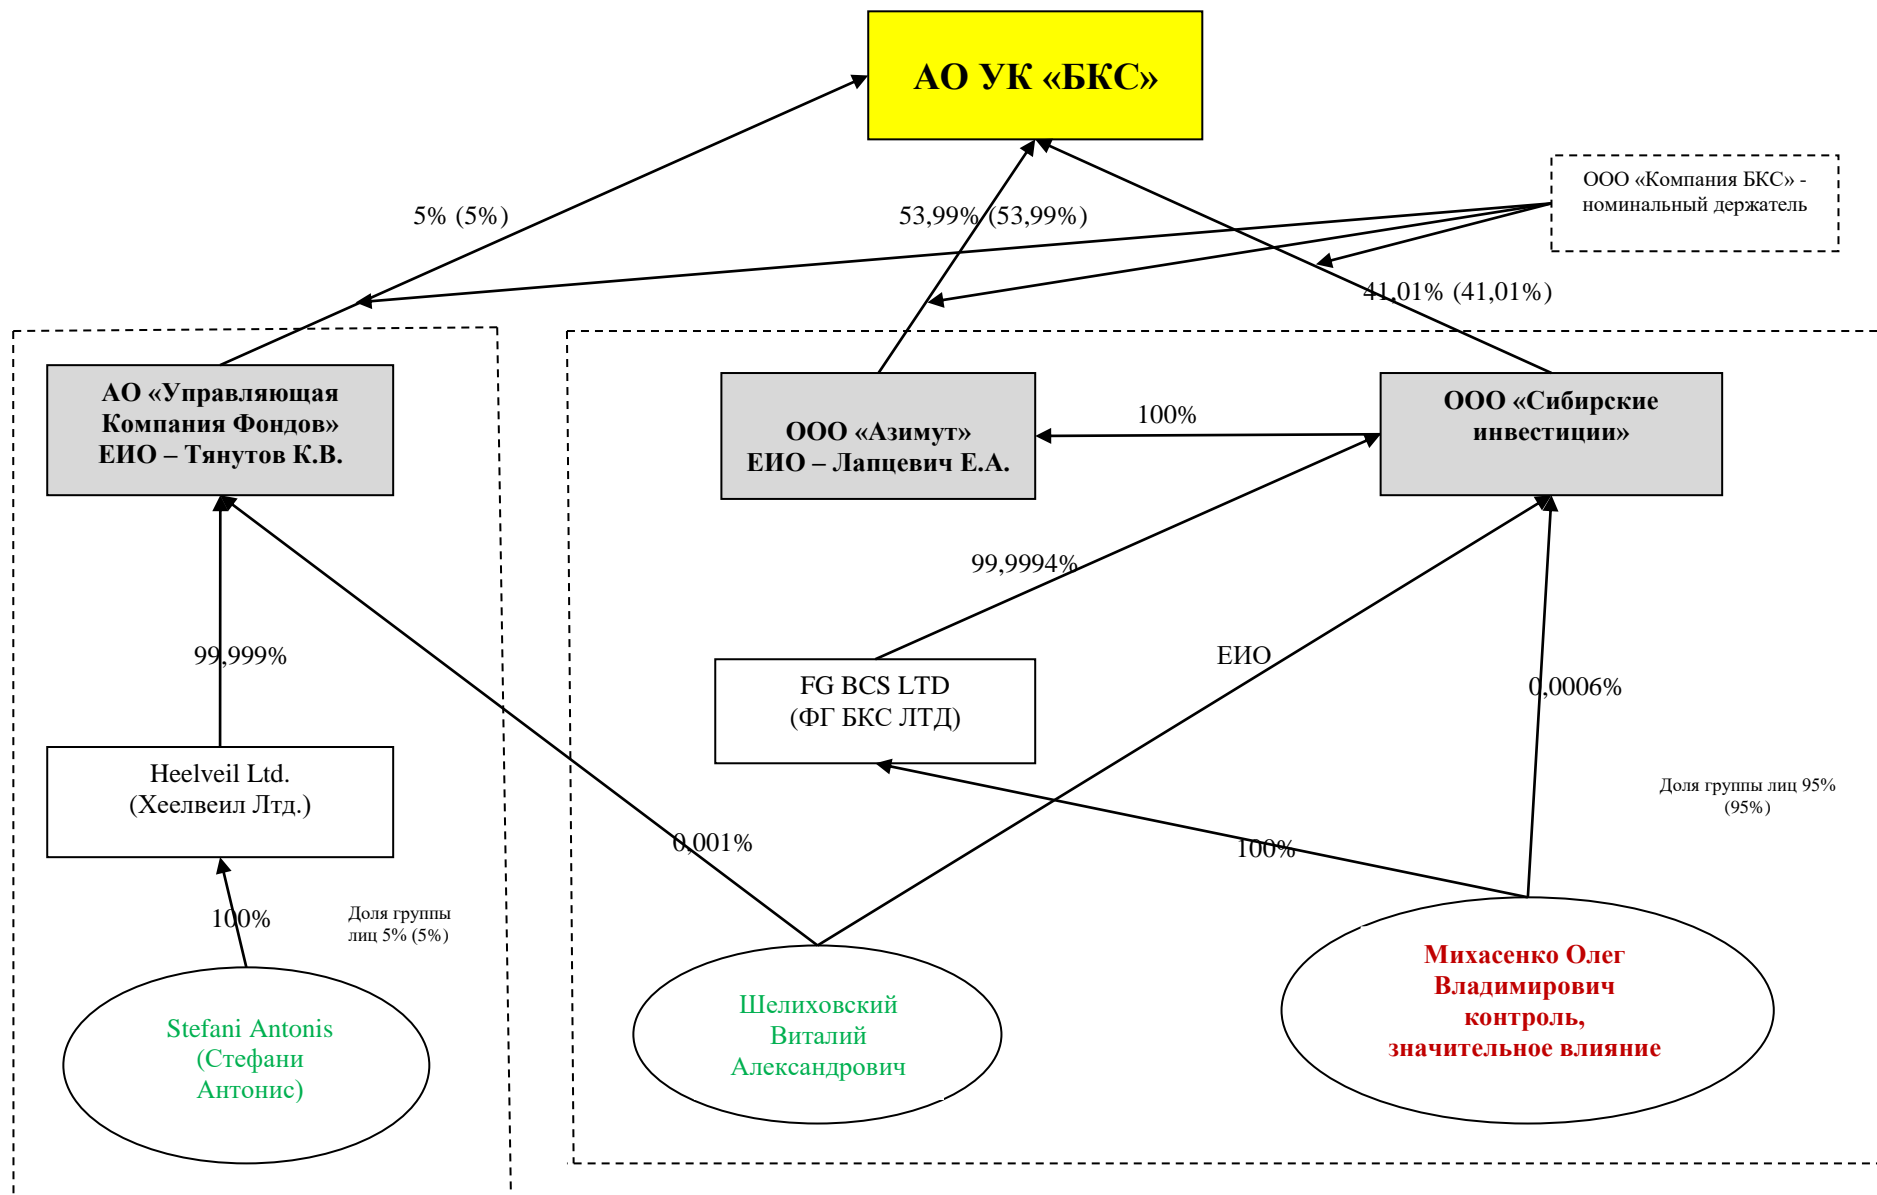 АО УК «БКС»
ООО «Компания БКС» -
номинальный держатель
5% (5%)
53,99% (53,99%)
41,01% (41,01%)
АО «Управляющая
Компания Фондов»
ЕИО – Тянутов К.В.
ООО «Азимут»
ЕИО – Лапцевич Е.А.
100%
ООО «Сибирские
инвестиции»
99,9994%
99,999%
ЕИО
0,0006%
FG BCS LTD
(ФГ БКС ЛТД)
Heelveil Ltd.
(Хеелвеил Лтд.)
Доля группы лиц 95%
(95%)
0,001%
100%
100%
Доля группы
лиц 5% (5%)
Stefani Antonis
(Стефани
Антонис)
Шелиховский
Виталий
Александрович
Михасенко Олег
Владимирович
контроль,
значительное влияние